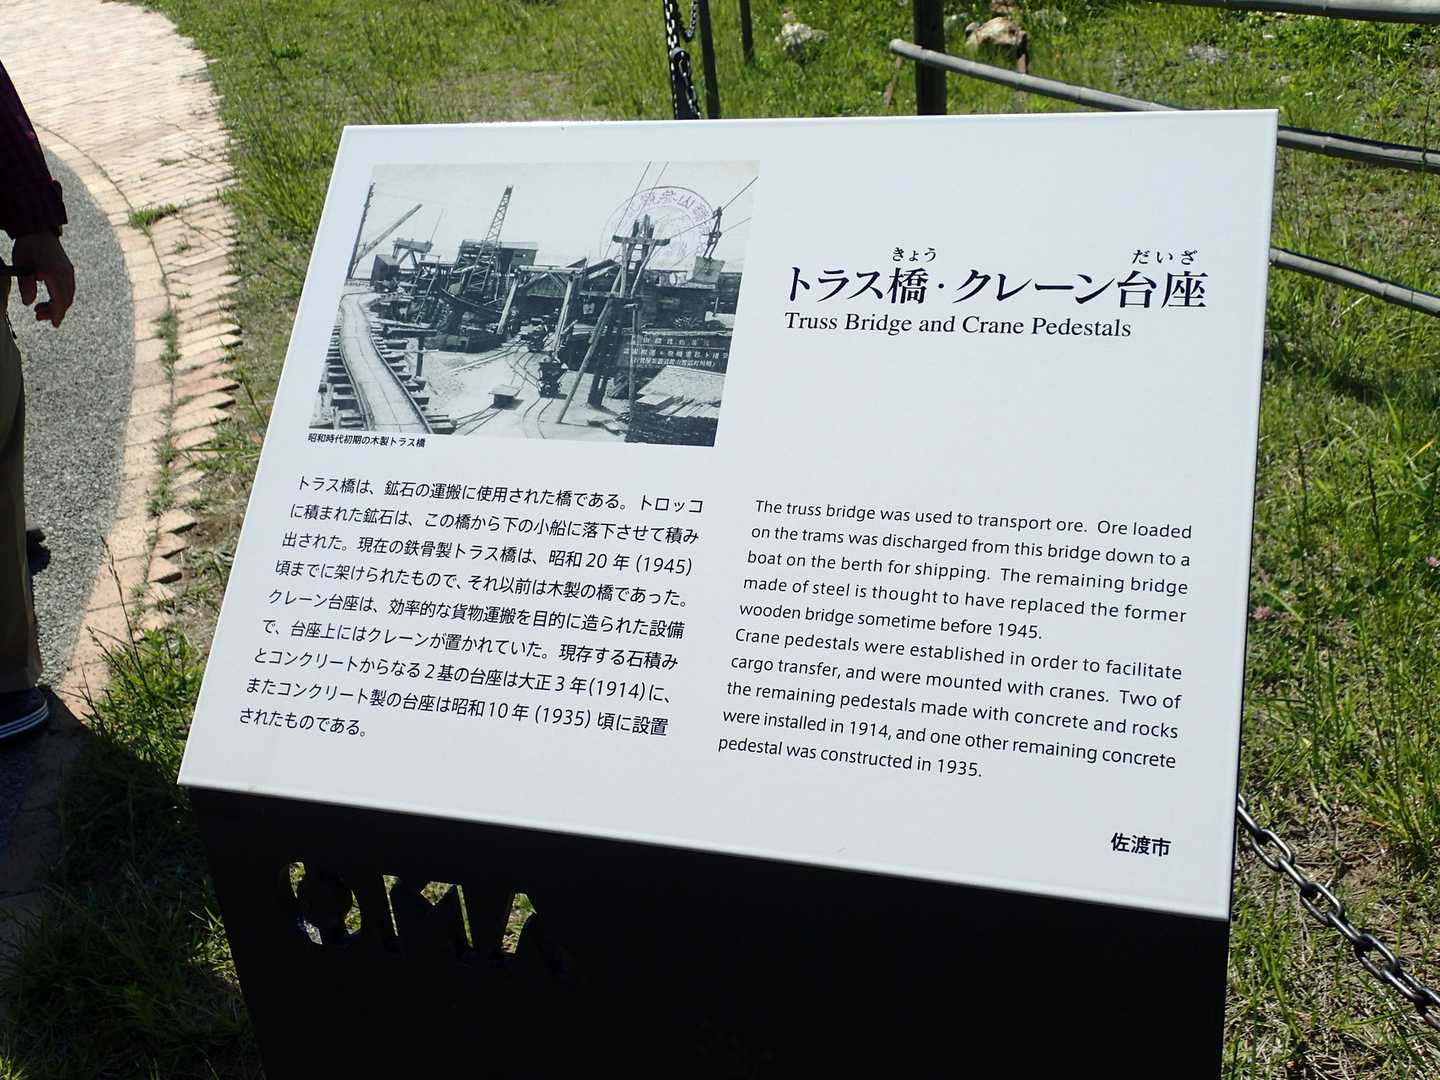 きょう だいざ
トラス橋・クレーン台座
Truss Bridge and Crane Pedestals
昭和時代初期の木製トラス橋
トラス橋は、鉱石の運搬に使用された橋である。トロッコ
に積まれた鉱石は、この橋から下の小船に落下させて積み
出された。現在の鉄骨製トラス橋は、昭和20年(1945)
頃までに架けられたもので、それ以前は木製の橋であった。
クレーン台座は、効率的な貨物運搬を目的に造られた設備
で、台座上にはクレーンが置かれていた。現存する石積み
とコンクリートからなる2基の台座は大正3年(1914)に、
またコンクリート製の台座は昭和10年(1935)頃に設置
されたものである。
The truss bridge was used to transport ore. Ore loaded
on the trams was discharged from this bridge down to a
boat on the berth for shipping. The remaining bridge
made of steel is thought to have replaced the former
wooden bridge sometime before 1945.
Crane pedestals were established in order to facilitate
cargo transfer, and were mounted with cranes. Two of
the remaining pedestals made with concrete and rocks
were installed in 1914, and one other remaining concrete
pedestal was constructed in 1935.
佐渡市